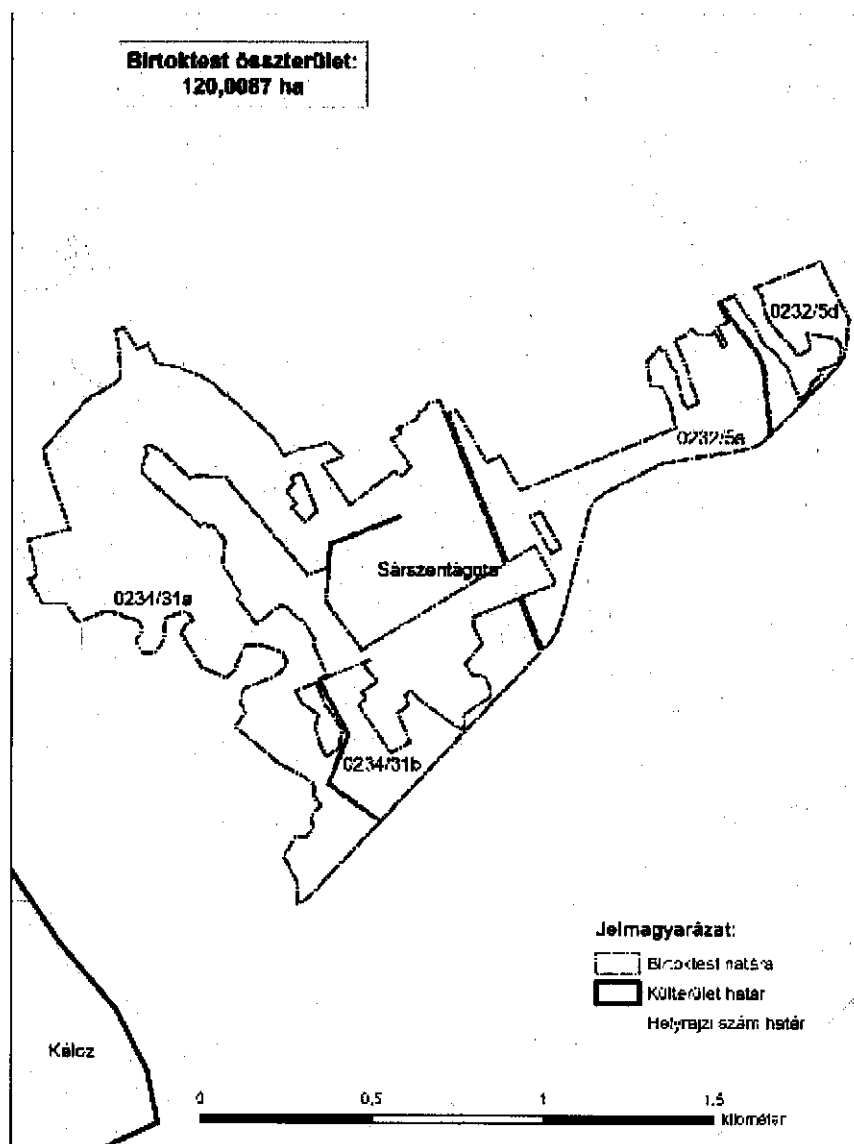 Birtoktest összterület:
120,0087 ha
0232/5d
0232/5a
Sárszentágota
0234/31a
0234/31b
Jelmagyarázat:
Birtoktest határa
Külterület határ
Helyrajzi szám határ
Káloz
0 0,5 1 1,5
kilométer